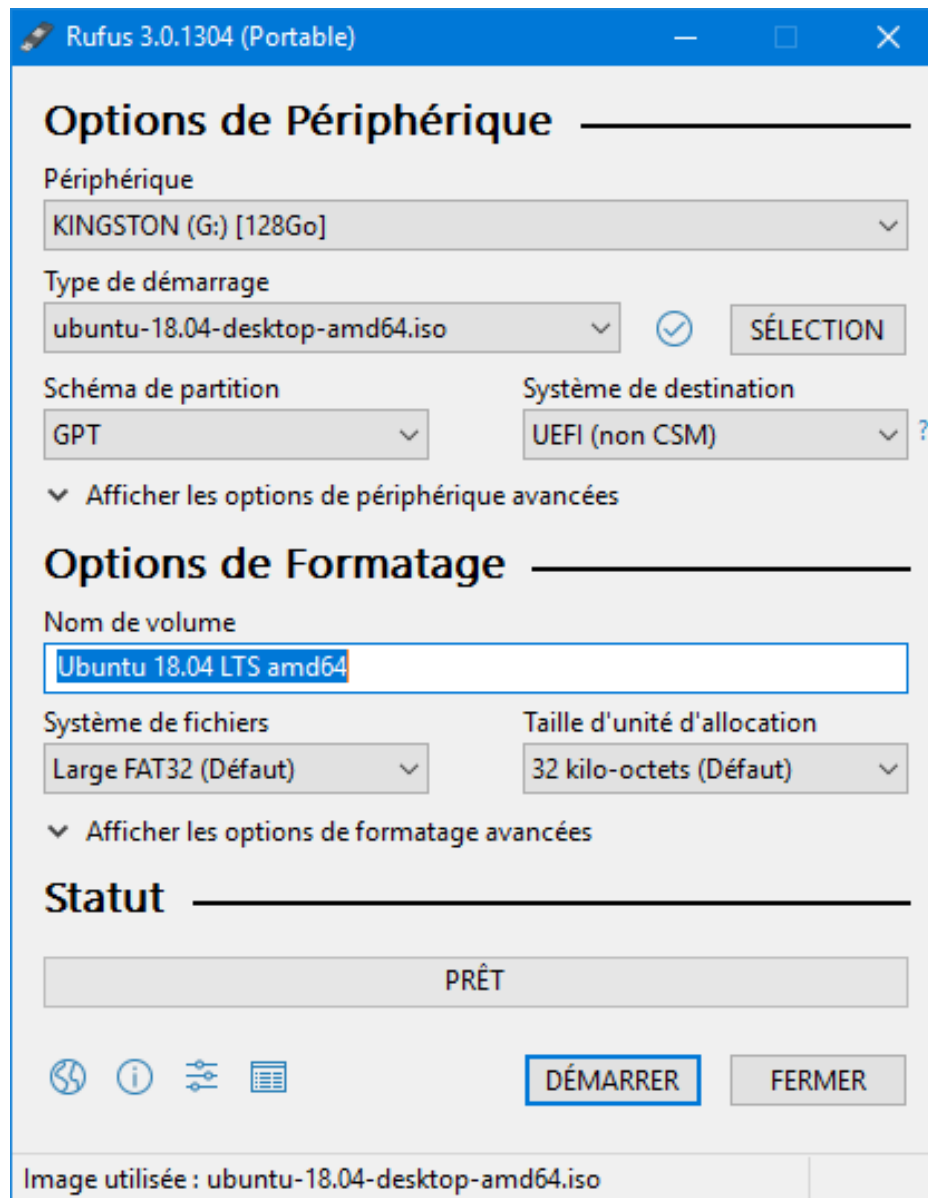 Rufus 3.0.1304 (Portable)
Options de Périphérique
Périphérique
KINGSTON (G:) [128Go]
Type de démarrage
ubuntu-18.04-desktop-amd64.iso SÉLECTION
Schéma de partition Système de destination
GPT UEFI (non CSM) ?
Afficher les options de périphérique avancées
Options de Formatage
Nom de volume
Ubuntu 18.04 LTS amd64
Système de fichiers Taille d'unité d'allocation
Large FAT32 (Défaut) 32 kilo-octets (Défaut)
Afficher les options de formatage avancées
Statut
PRÊT
DÉMARRER FERMER
Image utilisée : ubuntu-18.04-desktop-amd64.iso